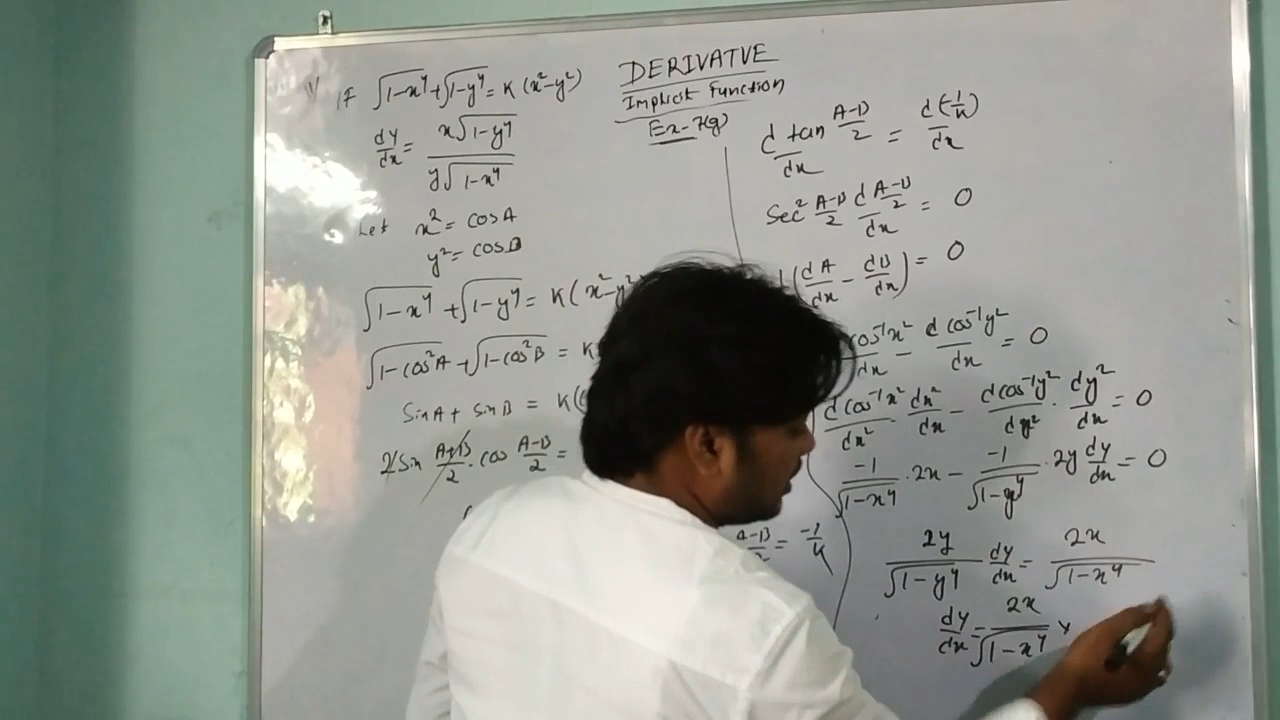 DERIVATVE
Implicit Function
Ex-7(g)
1) If √(1-x⁴) + √(1-y⁴) = K(x²-y²)
dy/dx = x√(1-y⁴) / y√(1-x⁴)
Let x² = cosA
y² = cosB
√(1-x⁴) + √(1-y⁴) = K(x²-y²
√(1-cos²A) + √(1-cos²B) = K
SinA + sinB = K(
2 Sin (A+B)/2 . cos (A-B)/2 =
A-B/2 = -1/K
d tan (A-B)/2 / dx = d(-1/K)/dx
Sec² (A-B)/2 d (A-B)/2 / dx = 0
(dA/dx - dB/dx) = 0
cos⁻¹x²/dx - d cos⁻¹y²/dx = 0
d cos⁻¹x²/dx² dx²/dx - d cos⁻¹y²/dy² . dy²/dx = 0
-1/√(1-x⁴) . 2x - -1/√(1-y⁴) . 2y dy/dx = 0
2y/√(1-y⁴) dy/dx = 2x/√(1-x⁴)
dy/dx = 2x/√(1-x⁴) ×